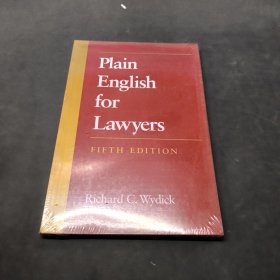 Plain
English
for
Lawyers
FIFTH EDITION
Richard C. Wydick